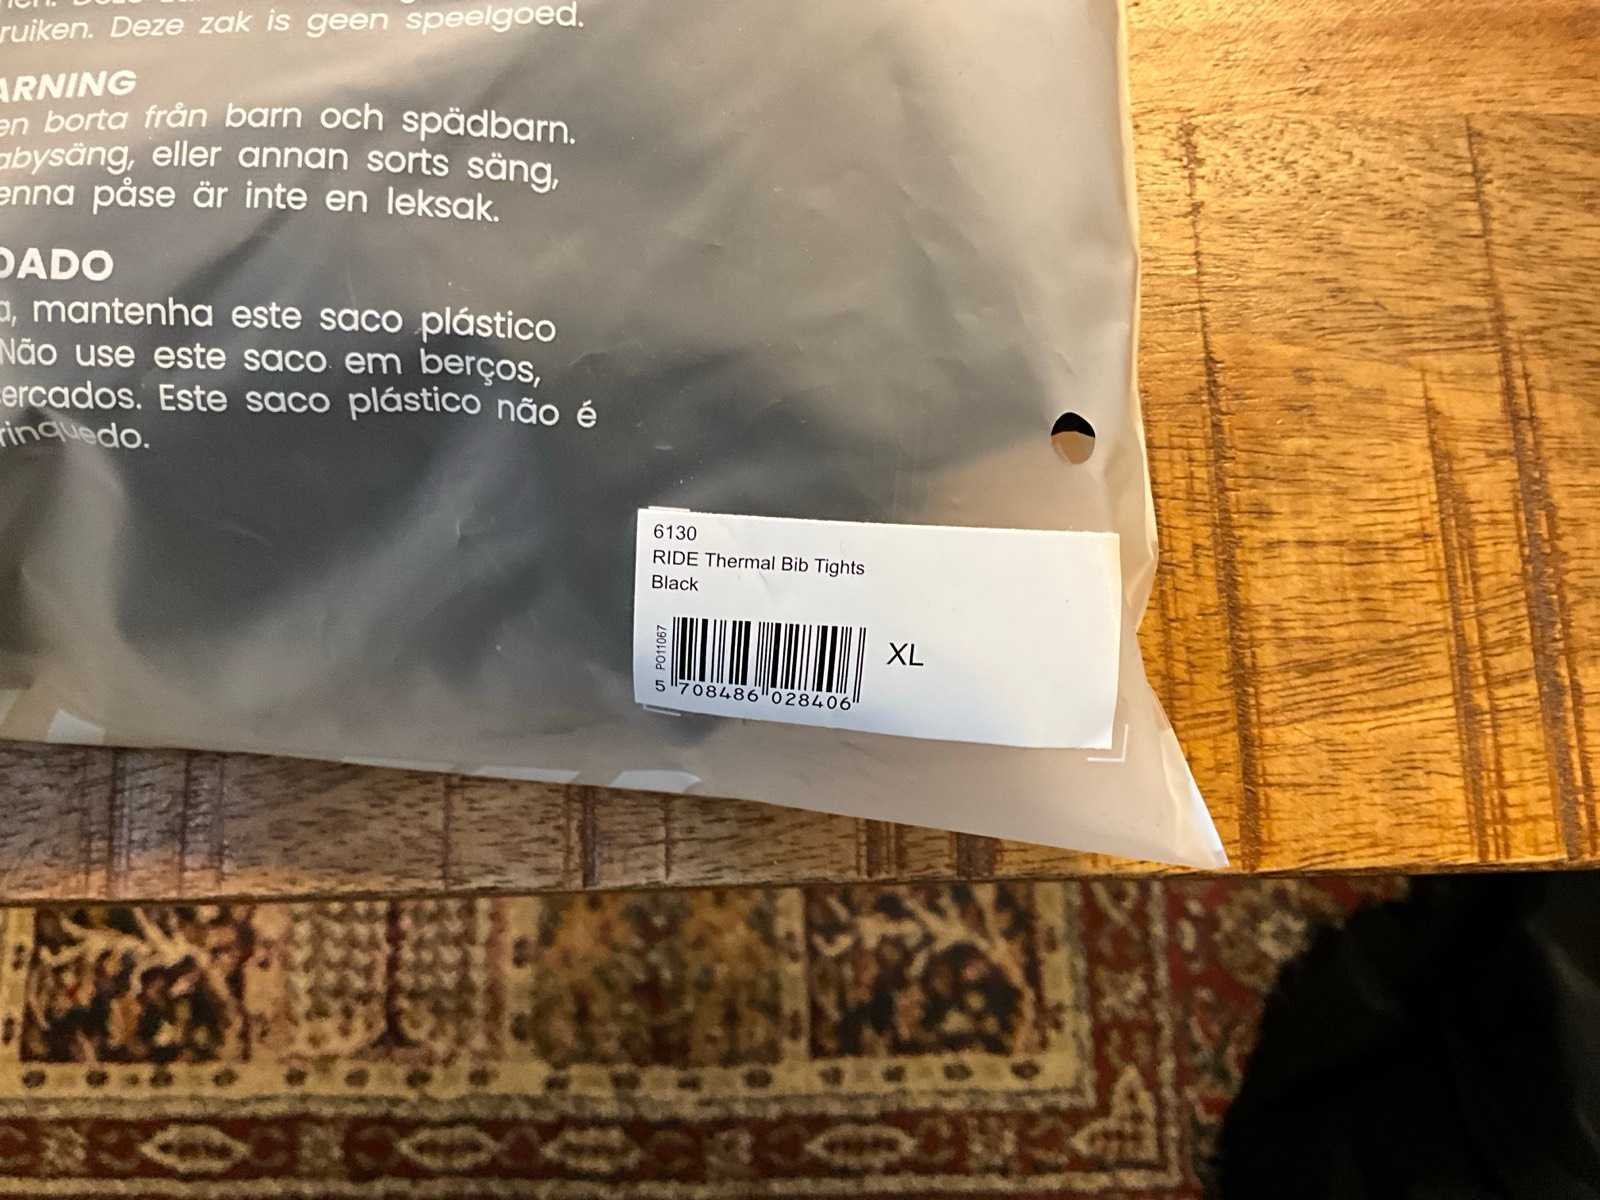 ruiken. Deze zak is geen speelgoed.
ARNING
en borta från barn och spädbarn.
abysäng, eller annan sorts säng,
enna påse är inte en leksak.
DADO
a, mantenha este saco plástico
Não use este saco em berços,
ercados. Este saco plástico não é
rinquedo.
6130
RIDE Thermal Bib Tights
Black
PO11067
XL
5 708486 028406